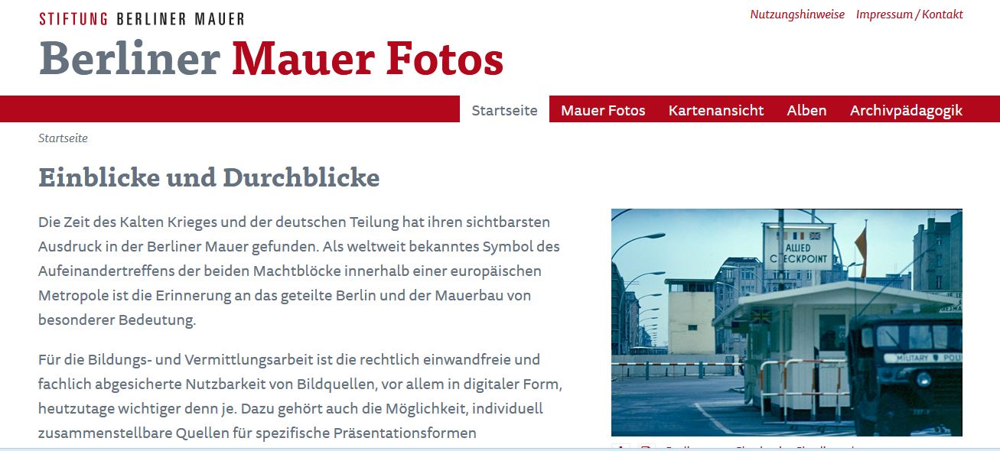 STIFTUNG BERLINER MAUER
Nutzungshinweise Impressum / Kontakt
Berliner Mauer Fotos
Startseite Mauer Fotos Kartenansicht Alben Archivpädagogik
Startseite
Einblicke und Durchblicke
Die Zeit des Kalten Krieges und der deutschen Teilung hat ihren sichtbarsten
Ausdruck in der Berliner Mauer gefunden. Als weltweit bekanntes Symbol des
Aufeinandertreffens der beiden Machtblöcke innerhalb einer europäischen
Metropole ist die Erinnerung an das geteilte Berlin und der Mauerbau von
besonderer Bedeutung.
Für die Bildungs- und Vermittlungsarbeit ist die rechtlich einwandfreie und
fachlich abgesicherte Nutzbarkeit von Bildquellen, vor allem in digitaler Form,
heutzutage wichtiger denn je. Dazu gehört auch die Möglichkeit, individuell
zusammenstellbare Quellen für spezifische Präsentationsformen
ALLIED
CHECKPOINT
MILITARY